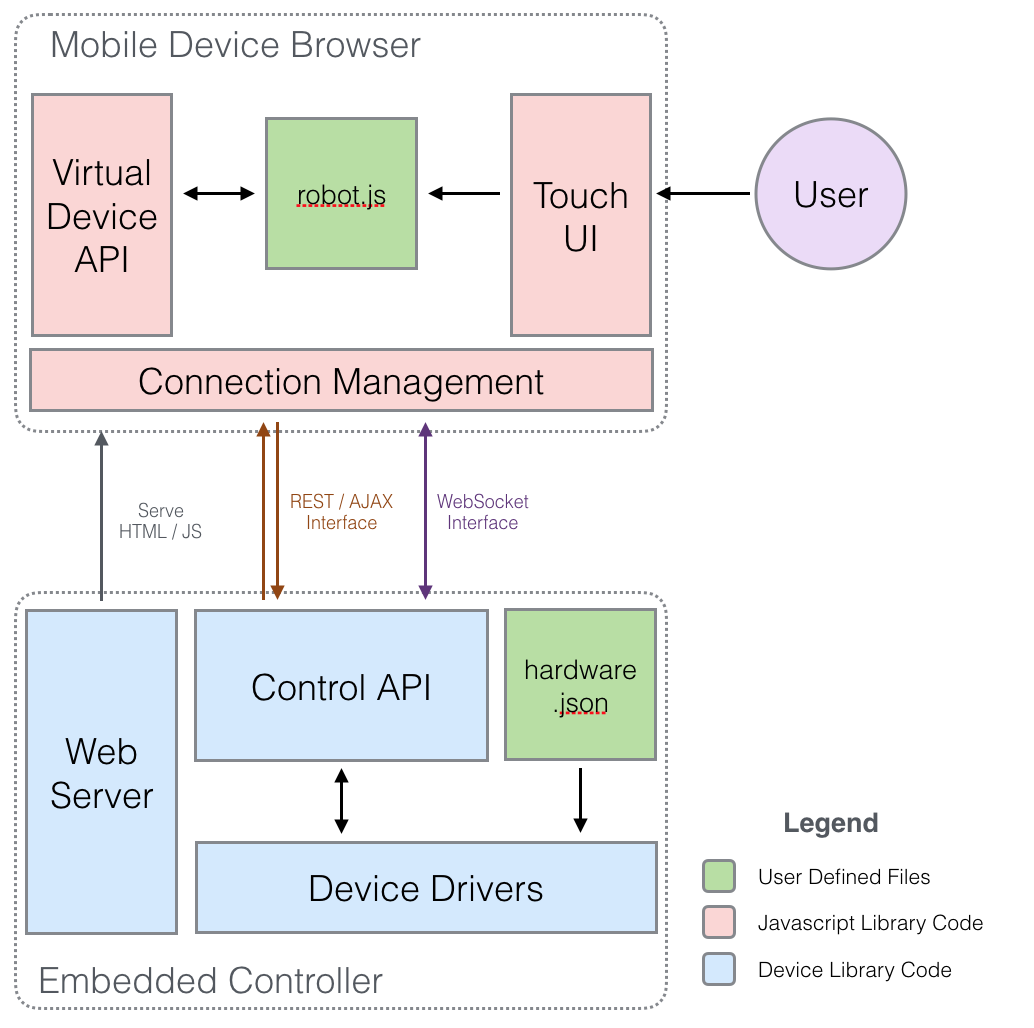 Mobile Device Browser
Virtual
Device
API
robot.js
Touch
UI
User
Connection Management
Serve
HTML / JS
REST / AJAX
Interface
WebSocket
Interface
Web
Server
Control API
hardware
.json
Device Drivers
Embedded Controller
Legend
User Defined Files
Javascript Library Code
Device Library Code